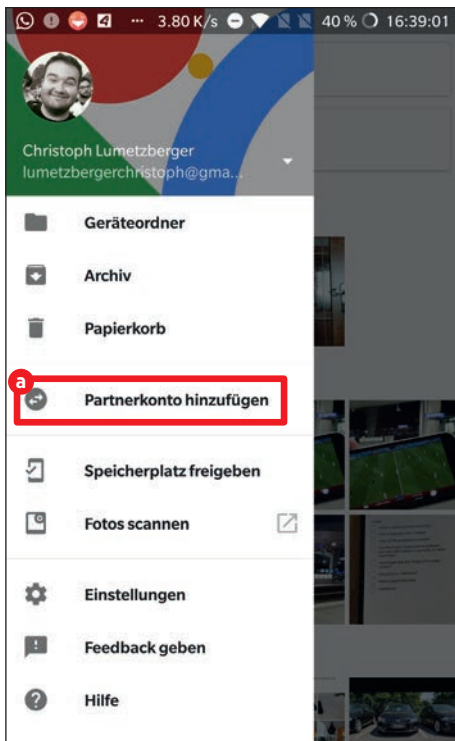 3.80 K/s 40 % 16:39:01
Christoph Lumetzberger
lumetzbergerchristoph@gma...
Geräteordner
Archiv
Papierkorb
a
Partnerkonto hinzufügen
Speicherplatz freigeben
Fotos scannen
Einstellungen
Feedback geben
Hilfe